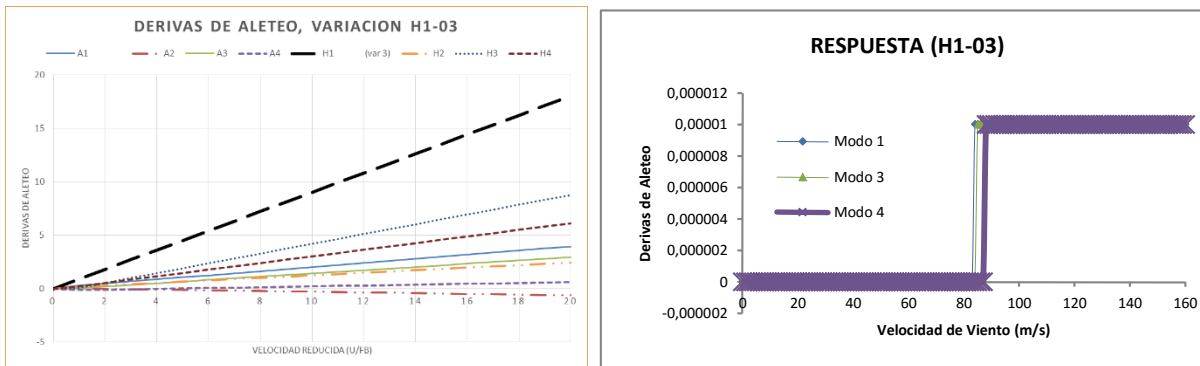 DERIVAS DE ALETEO, VARIACION H1-03
A1 A2 A3 A4 H1 (var 3) H2 H3 H4
20
15
10
5
0
-5
0 2 4 6 8 10 12 14 16 18 20
DERIVAS DE ALETEO
VELOCIDAD REDUCIDA (U/FB)
RESPUESTA (H1-03)
0,000012
0,00001
0,000008
0,000006
0,000004
0,000002
0
-0,000002
0 20 40 60 80 100 120 140 160
Derivas de Aleteo
Modo 1
Modo 3
Modo 4
Velocidad de Viento (m/s)